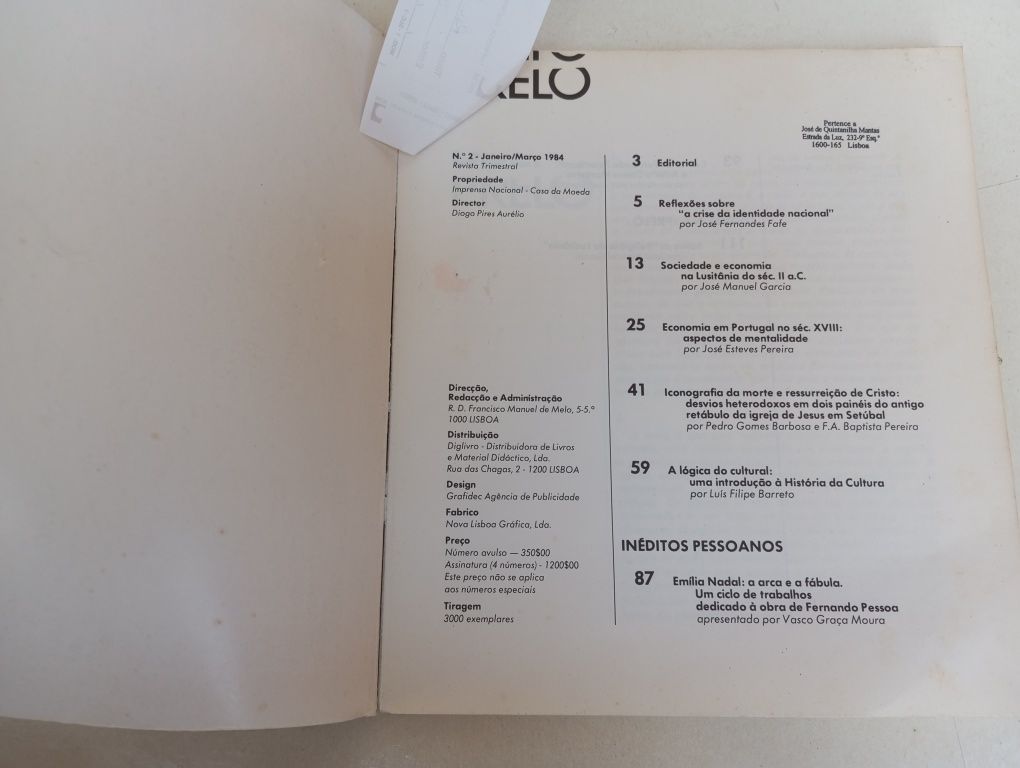 RELO
Pertence a
José de Quintanilha Mantas
Estrada da Luz, 232-9º Esq.º
1600-165 Lisboa
N.º 2 - Janeiro/Março 1984
Revista Trimestral
Propriedade
Imprensa Nacional - Casa da Moeda
Director
Diogo Pires Aurélio
Direcção,
Redacção e Administração
R. D. Francisco Manuel de Melo, 5-5.º
1000 LISBOA
Distribuição
Diglivro - Distribuidora de Livros
e Material Didáctico, Lda.
Rua das Chagas, 2 - 1200 LISBOA
Design
Grafidec Agência de Publicidade
Fabrico
Nova Lisboa Gráfica, Lda.
Preço
Número avulso — 350$00
Assinatura (4 números) - 1200$00
Este preço não se aplica
aos números especiais
Tiragem
3000 exemplares
3 Editorial
5 Reflexões sobre
"a crise da identidade nacional"
por José Fernandes Fafe
13 Sociedade e economia
na Lusitânia do séc. II a.C.
por José Manuel Garcia
25 Economia em Portugal no séc. XVIII:
aspectos de mentalidade
por José Esteves Pereira
41 Iconografia da morte e ressurreição de Cristo:
desvios heterodoxos em dois painéis do antigo
retábulo da igreja de Jesus em Setúbal
por Pedro Gomes Barbosa e F.A. Baptista Pereira
59 A lógica do cultural:
uma introdução à História da Cultura
por Luís Filipe Barreto
INÉDITOS PESSOANOS
87 Emília Nadal: a arca e a fábula.
Um ciclo de trabalhos
dedicado à obra de Fernando Pessoa
apresentado por Vasco Graça Moura